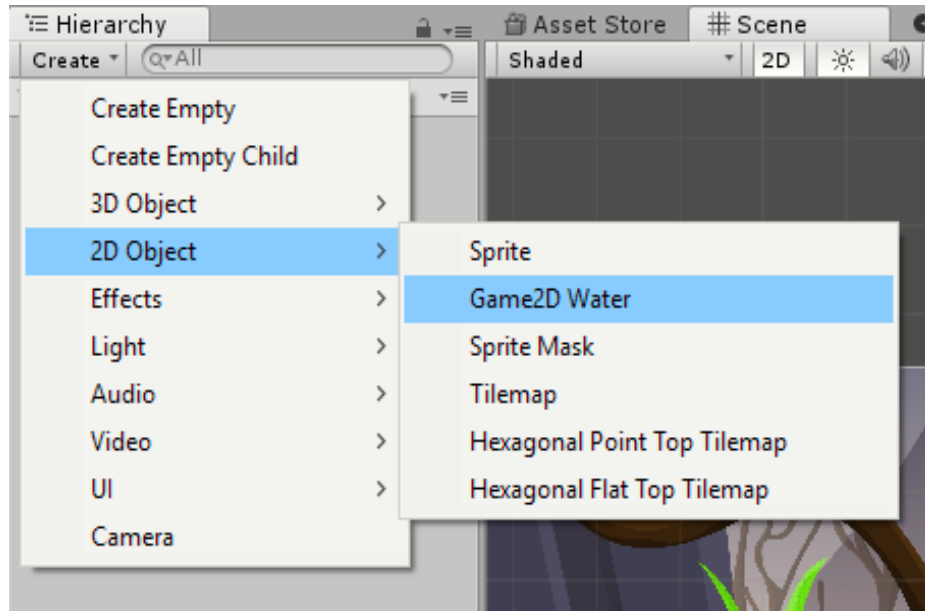 Hierarchy
Asset Store
Scene
Create
All
Shaded
2D
Create Empty
Create Empty Child
3D Object
2D Object
Effects
Light
Audio
Video
UI
Camera
Sprite
Game2D Water
Sprite Mask
Tilemap
Hexagonal Point Top Tilemap
Hexagonal Flat Top Tilemap